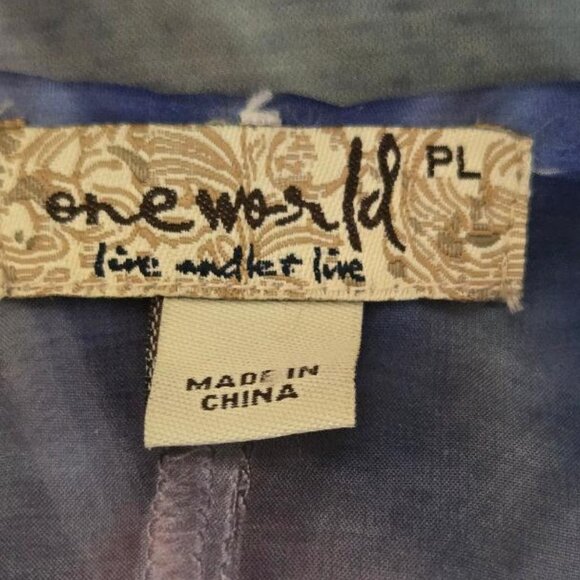 one world PL
live and let live
MADE IN
CHINA